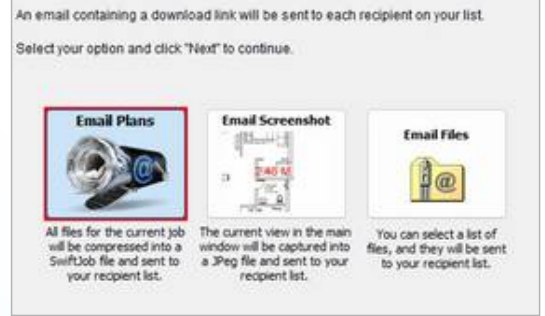 An email containing a download link will be sent to each recipient on your list.
Select your option and click "Next" to continue.
Email Plans
Email Screenshot
2.40 M
Email Files
@
@
All files for the current job
will be compressed into a
SwiftJob file and sent to
your recipient list.
The current view in the main
window will be captured into
a JPeg file and sent to your
recipient list.
You can select a list of
files, and they will be sent
to your recipient list.